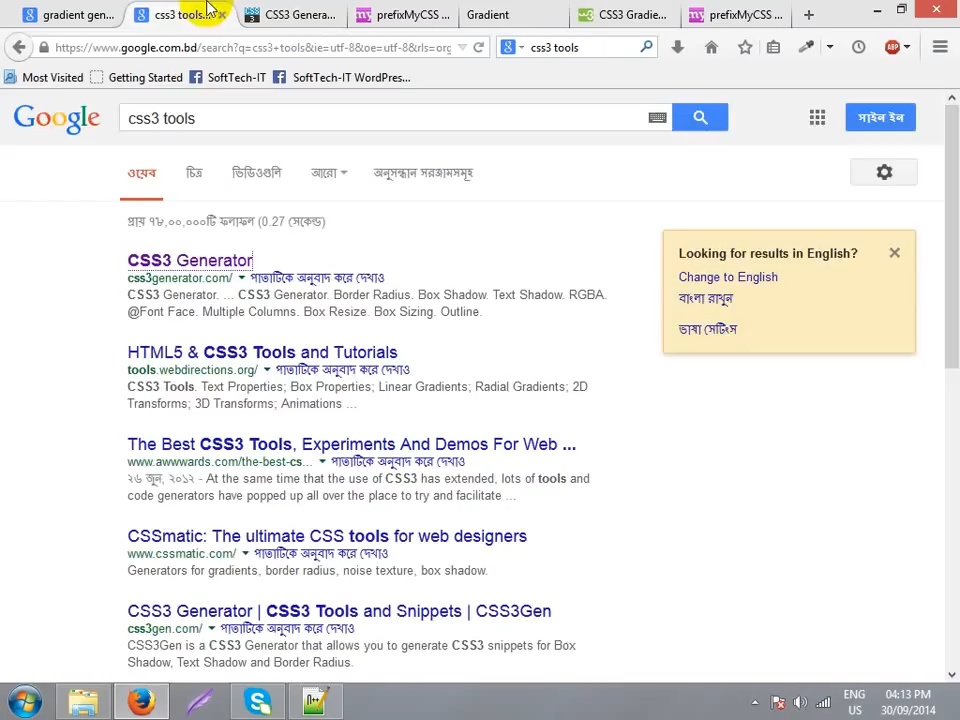 gradient gen...
css3 tools...
CSS3 Genera...
prefixMyCSS ...
Gradient
CSS3 Gradie...
prefixMyCSS ...
https://www.google.com.bd/search?q=css3+tools&ie=utf-8&oe=utf-8&rls=org
css3 tools
ABP
Most Visited
Getting Started
SoftTech-IT
SoftTech-IT WordPres...
Google
css3 tools
সাইন ইন
ওয়েব
চিত্র
ভিডিওগুলি
আরো
অনুসন্ধান সরঞ্জামসমূহ
প্রায় ৭৮,০০,০০০টি ফলাফল (0.27 সেকেন্ড)
CSS3 Generator
css3generator.com/ পাতাটিকে অনুবাদ করে দেখাও
CSS3 Generator. ... CSS3 Generator. Border Radius. Box Shadow. Text Shadow. RGBA.
@Font Face. Multiple Columns. Box Resize. Box Sizing. Outline.
HTML5 & CSS3 Tools and Tutorials
tools.webdirections.org/ পাতাটিকে অনুবাদ করে দেখাও
CSS3 Tools. Text Properties; Box Properties; Linear Gradients; Radial Gradients; 2D
Transforms; 3D Transforms; Animations ...
The Best CSS3 Tools, Experiments And Demos For Web ...
www.awwwards.com/the-best-cs... পাতাটিকে অনুবাদ করে দেখাও
২৬ জুন, ২০১২ - At the same time that the use of CSS3 has extended, lots of tools and
code generators have popped up all over the place to try and facilitate ...
CSSmatic: The ultimate CSS tools for web designers
www.cssmatic.com/ পাতাটিকে অনুবাদ করে দেখাও
Generators for gradients, border radius, noise texture, box shadow.
CSS3 Generator | CSS3 Tools and Snippets | CSS3Gen
css3gen.com/ পাতাটিকে অনুবাদ করে দেখাও
CSS3Gen is a CSS3 Generator that allows you to generate CSS3 snippets for Box
Shadow, Text Shadow and Border Radius.
Looking for results in English?
Change to English
বাংলা রাখুন
ভাষা সেটিংস
ENG
US
04:13 PM
30/09/2014